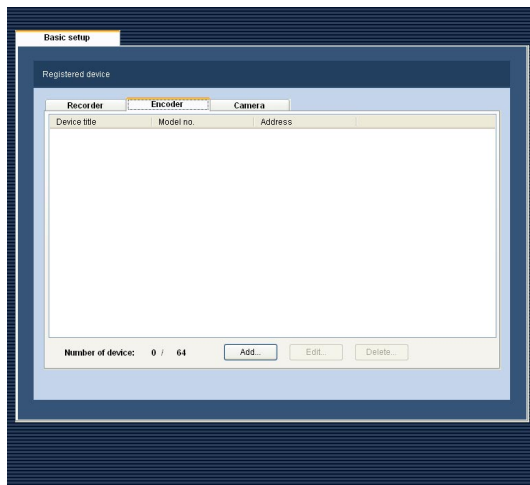 Basic setup
Registered device
Recorder Encoder Camera
Device title Model no. Address
Number of device: 0 / 64 Add... Edit... Delete...